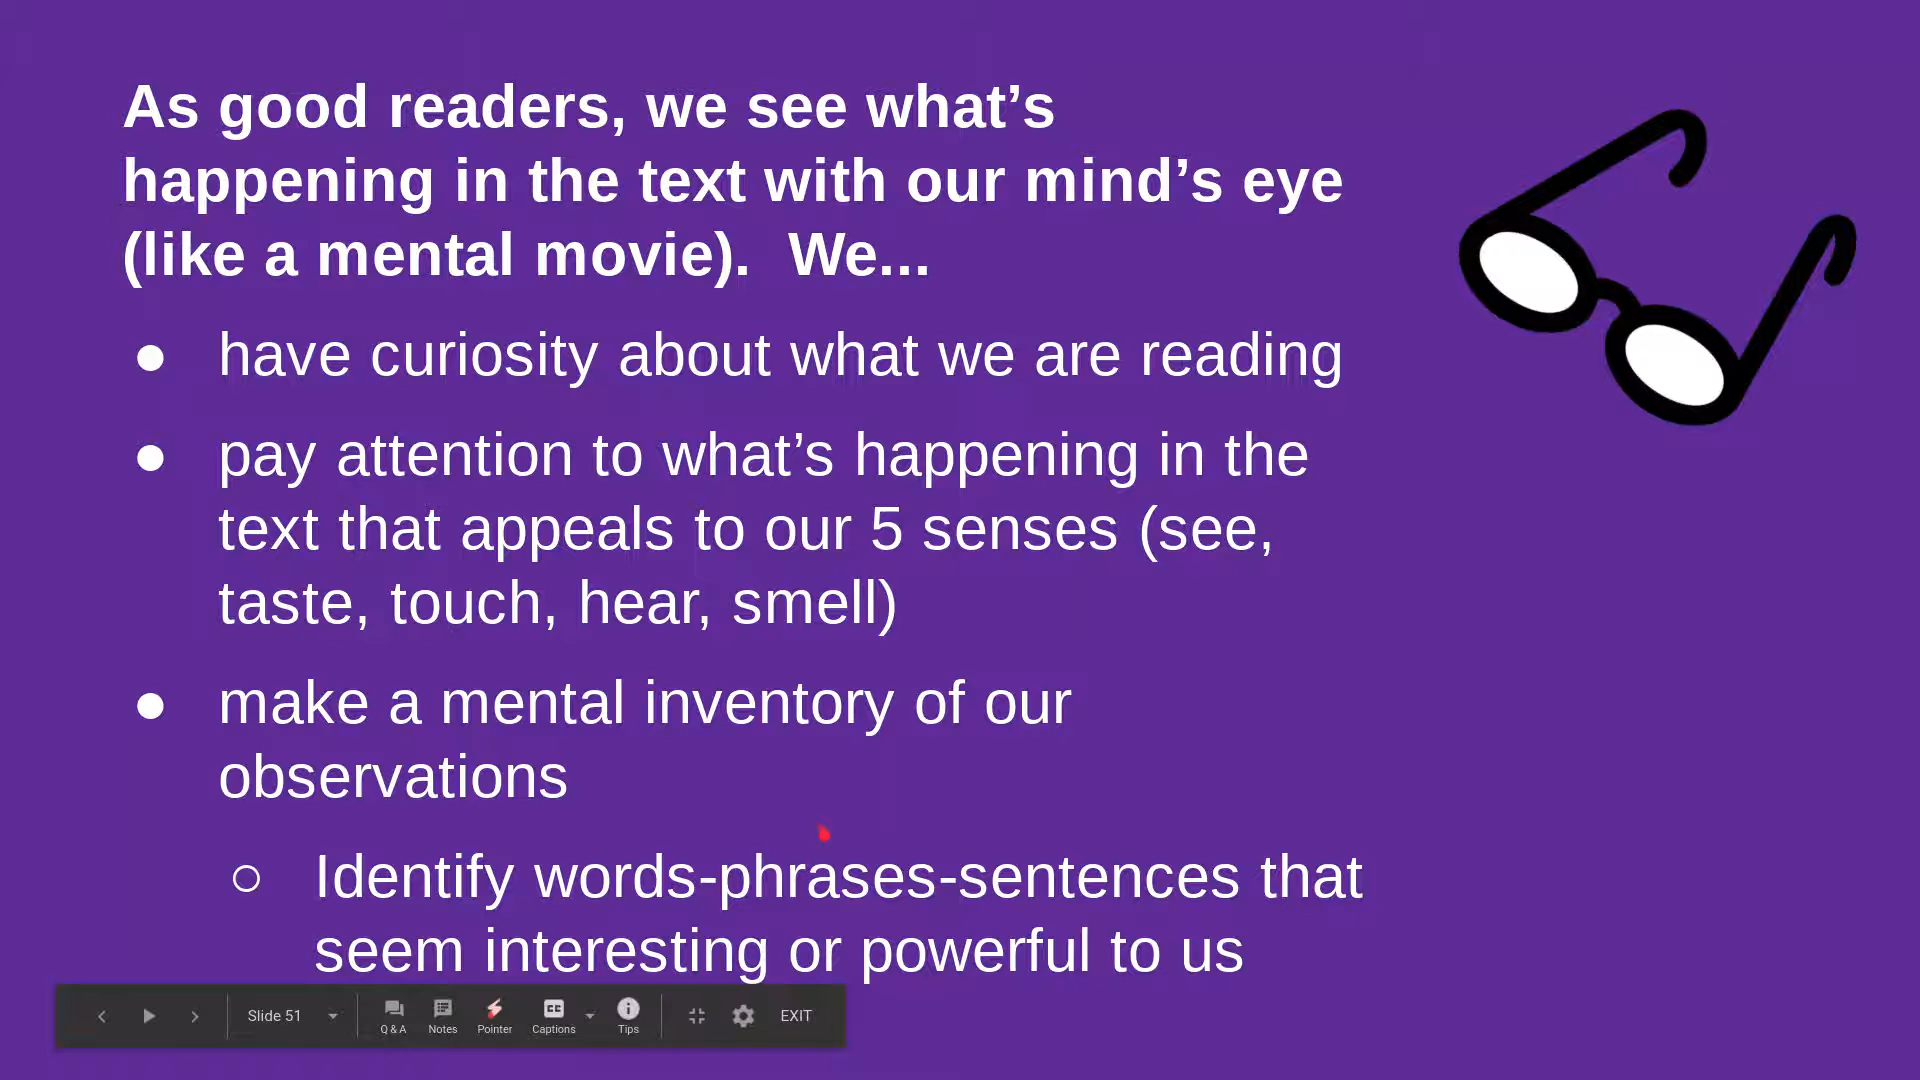 As good readers, we see what’s
happening in the text with our mind’s eye
(like a mental movie).  We...
● have curiosity about what we are reading
● pay attention to what’s happening in the
text that appeals to our 5 senses (see,
taste, touch, hear, smell)
● make a mental inventory of our
observations
○ Identify words-phrases-sentences that
seem interesting or powerful to us
Slide 51
Q & A
Notes
Pointer
CC
Captions
Tips
EXIT